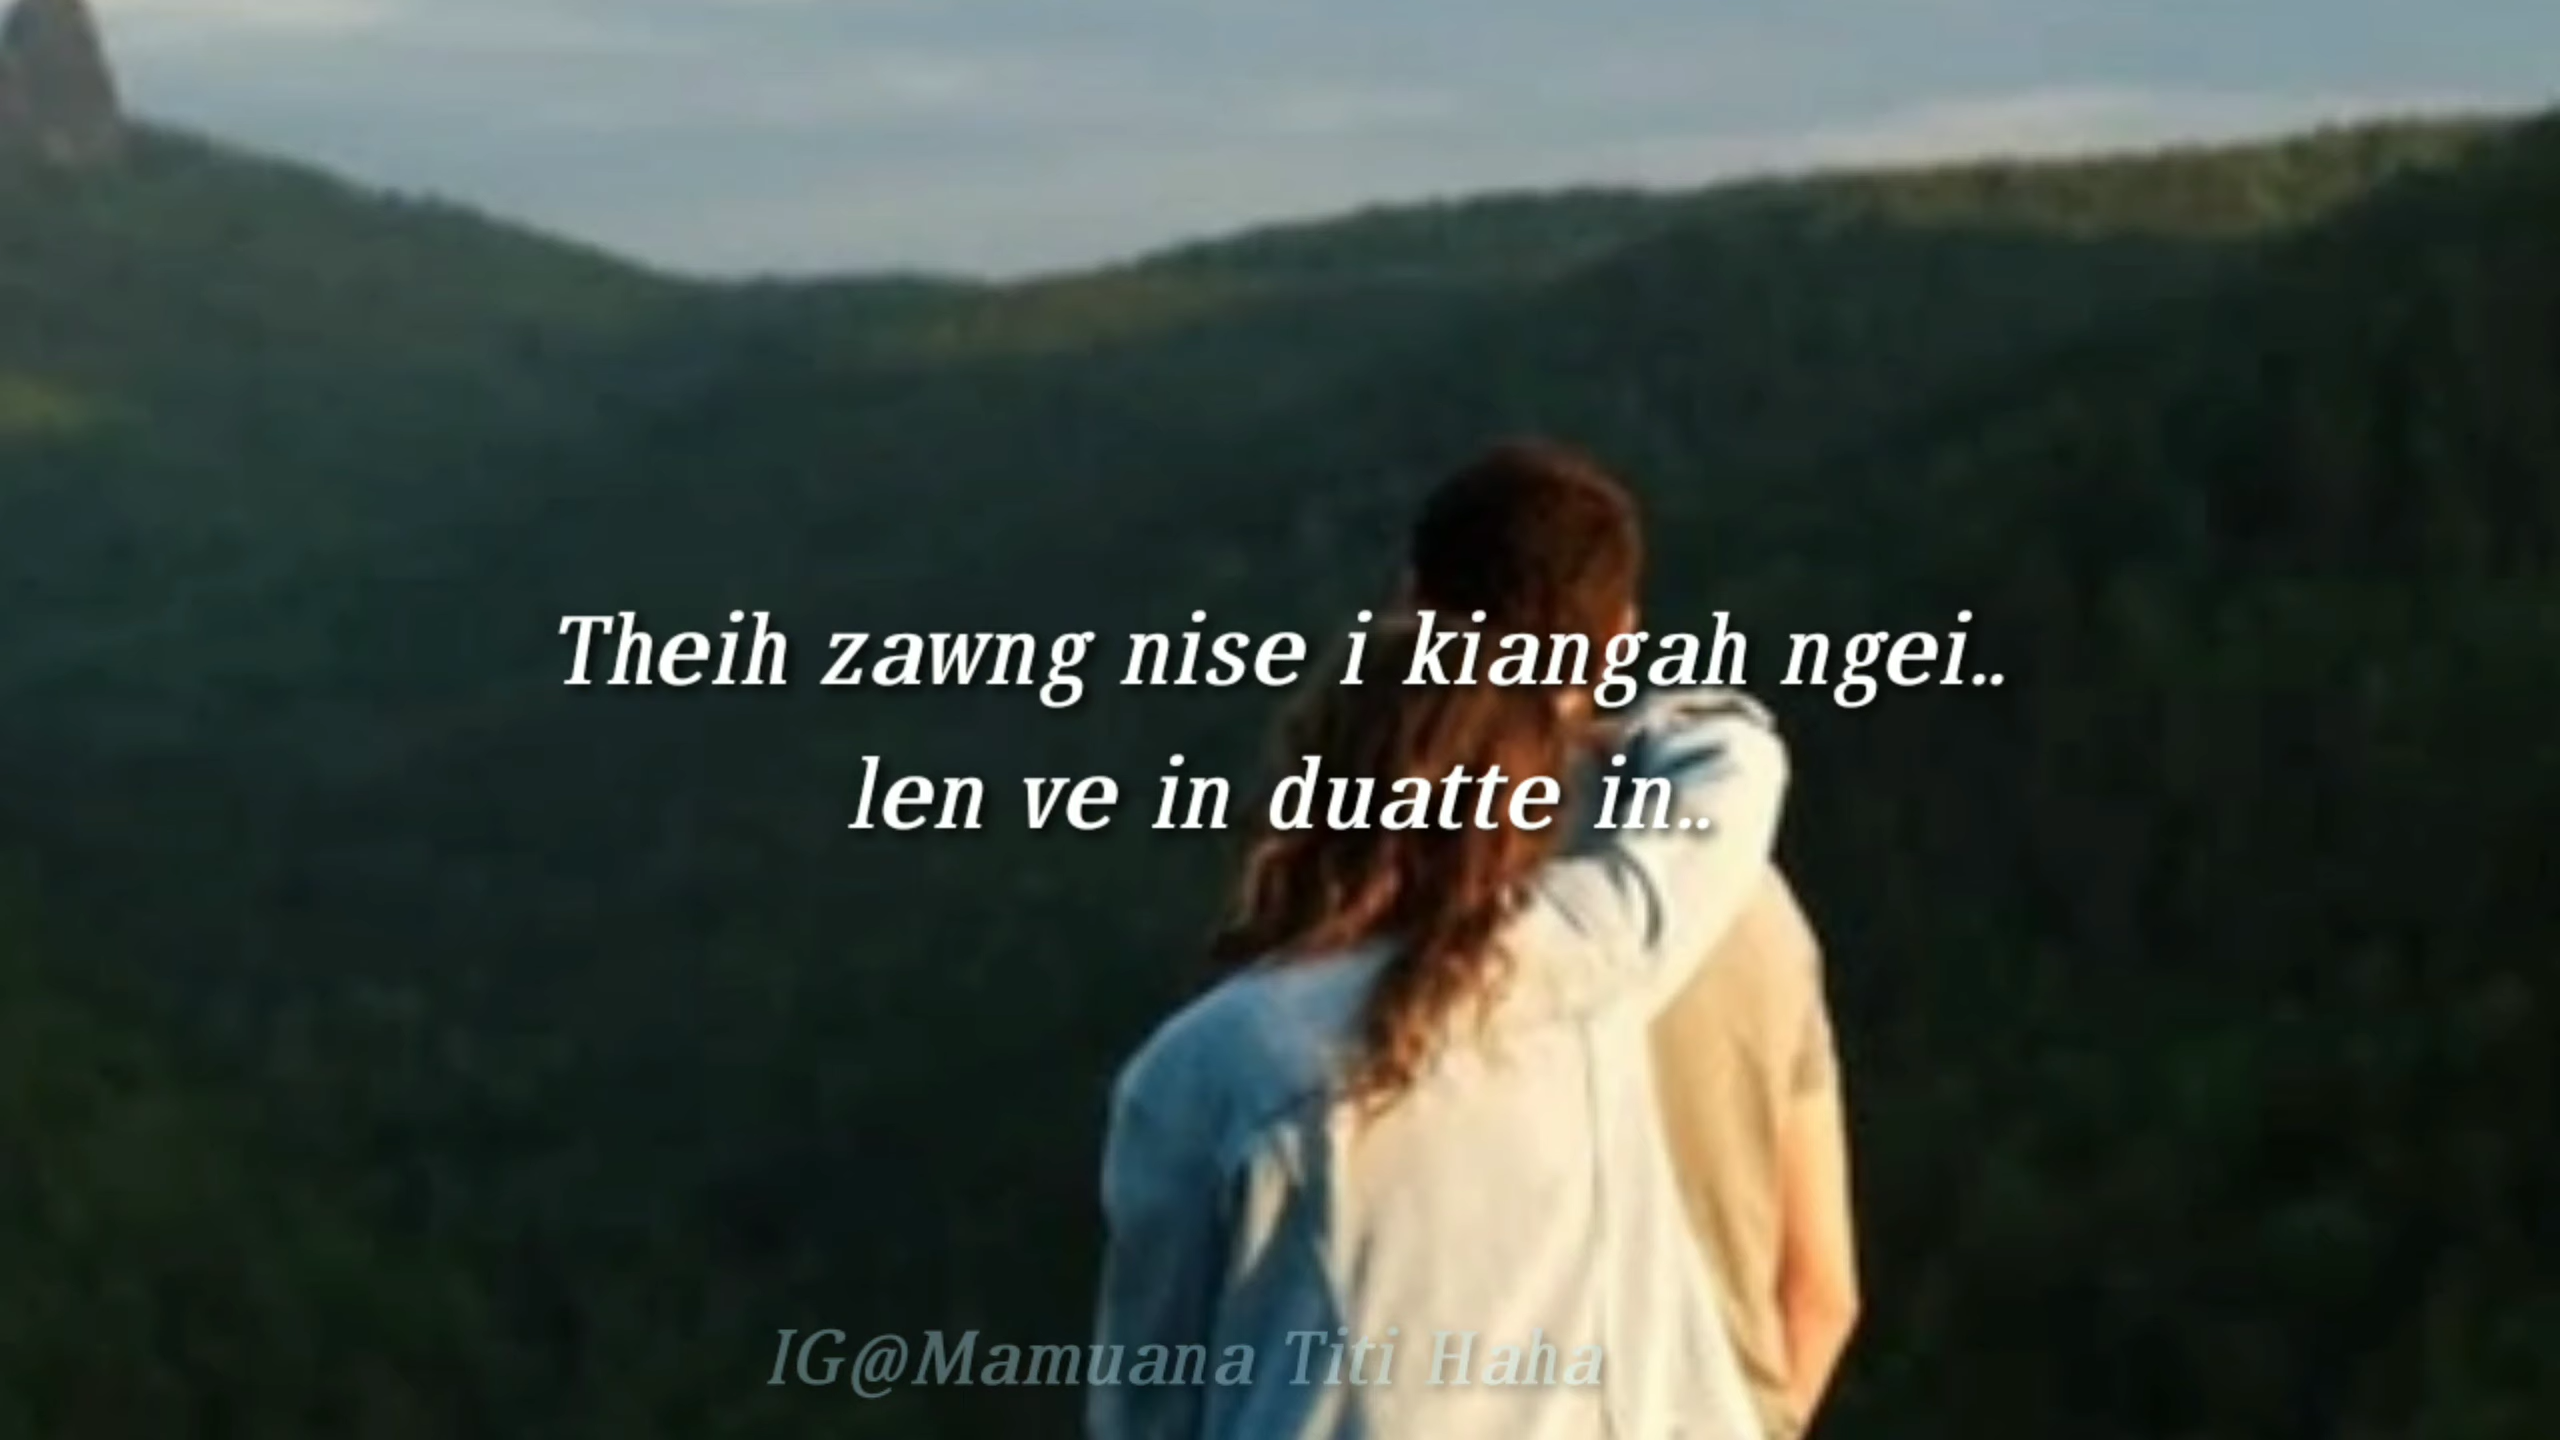 Theih zawng nise i kiangah ngei..
len ve in duatte in..
IG@Mamuana Titi Haha